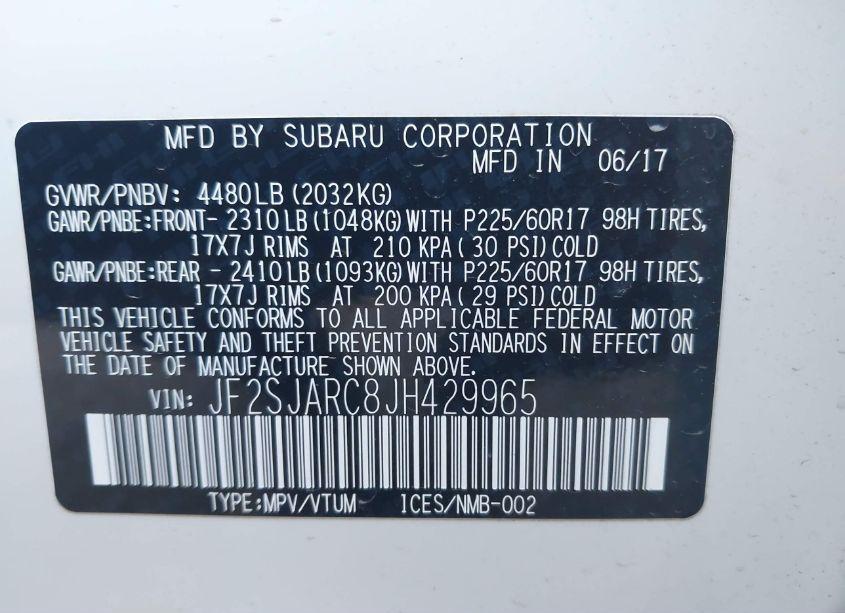 MFD BY SUBARU CORPORATION
MFD IN 06/17
GVWR/PNBV: 4480LB (2032KG)
GAWR/PNBE:FRONT- 2310LB(1048KG)WITH P225/60R17 98H TIRES,
17X7J RIMS AT 210 KPA( 30 PSI)COLD
GAWR/PNBE:REAR - 2410LB(1093KG)WITH P225/60R17 98H TIRES,
17X7J RIMS AT 200 KPA( 29 PSI)COLD
THIS VEHICLE CONFORMS TO ALL APPLICABLE FEDERAL MOTOR
VEHICLE SAFETY AND THEFT PREVENTION STANDARDS IN EFFECT ON
THE DATE OF MANUFACTURE SHOWN ABOVE.
VIN: JF2SJARC8JH429965
TYPE:MPV/VTUM ICES/NMB-002